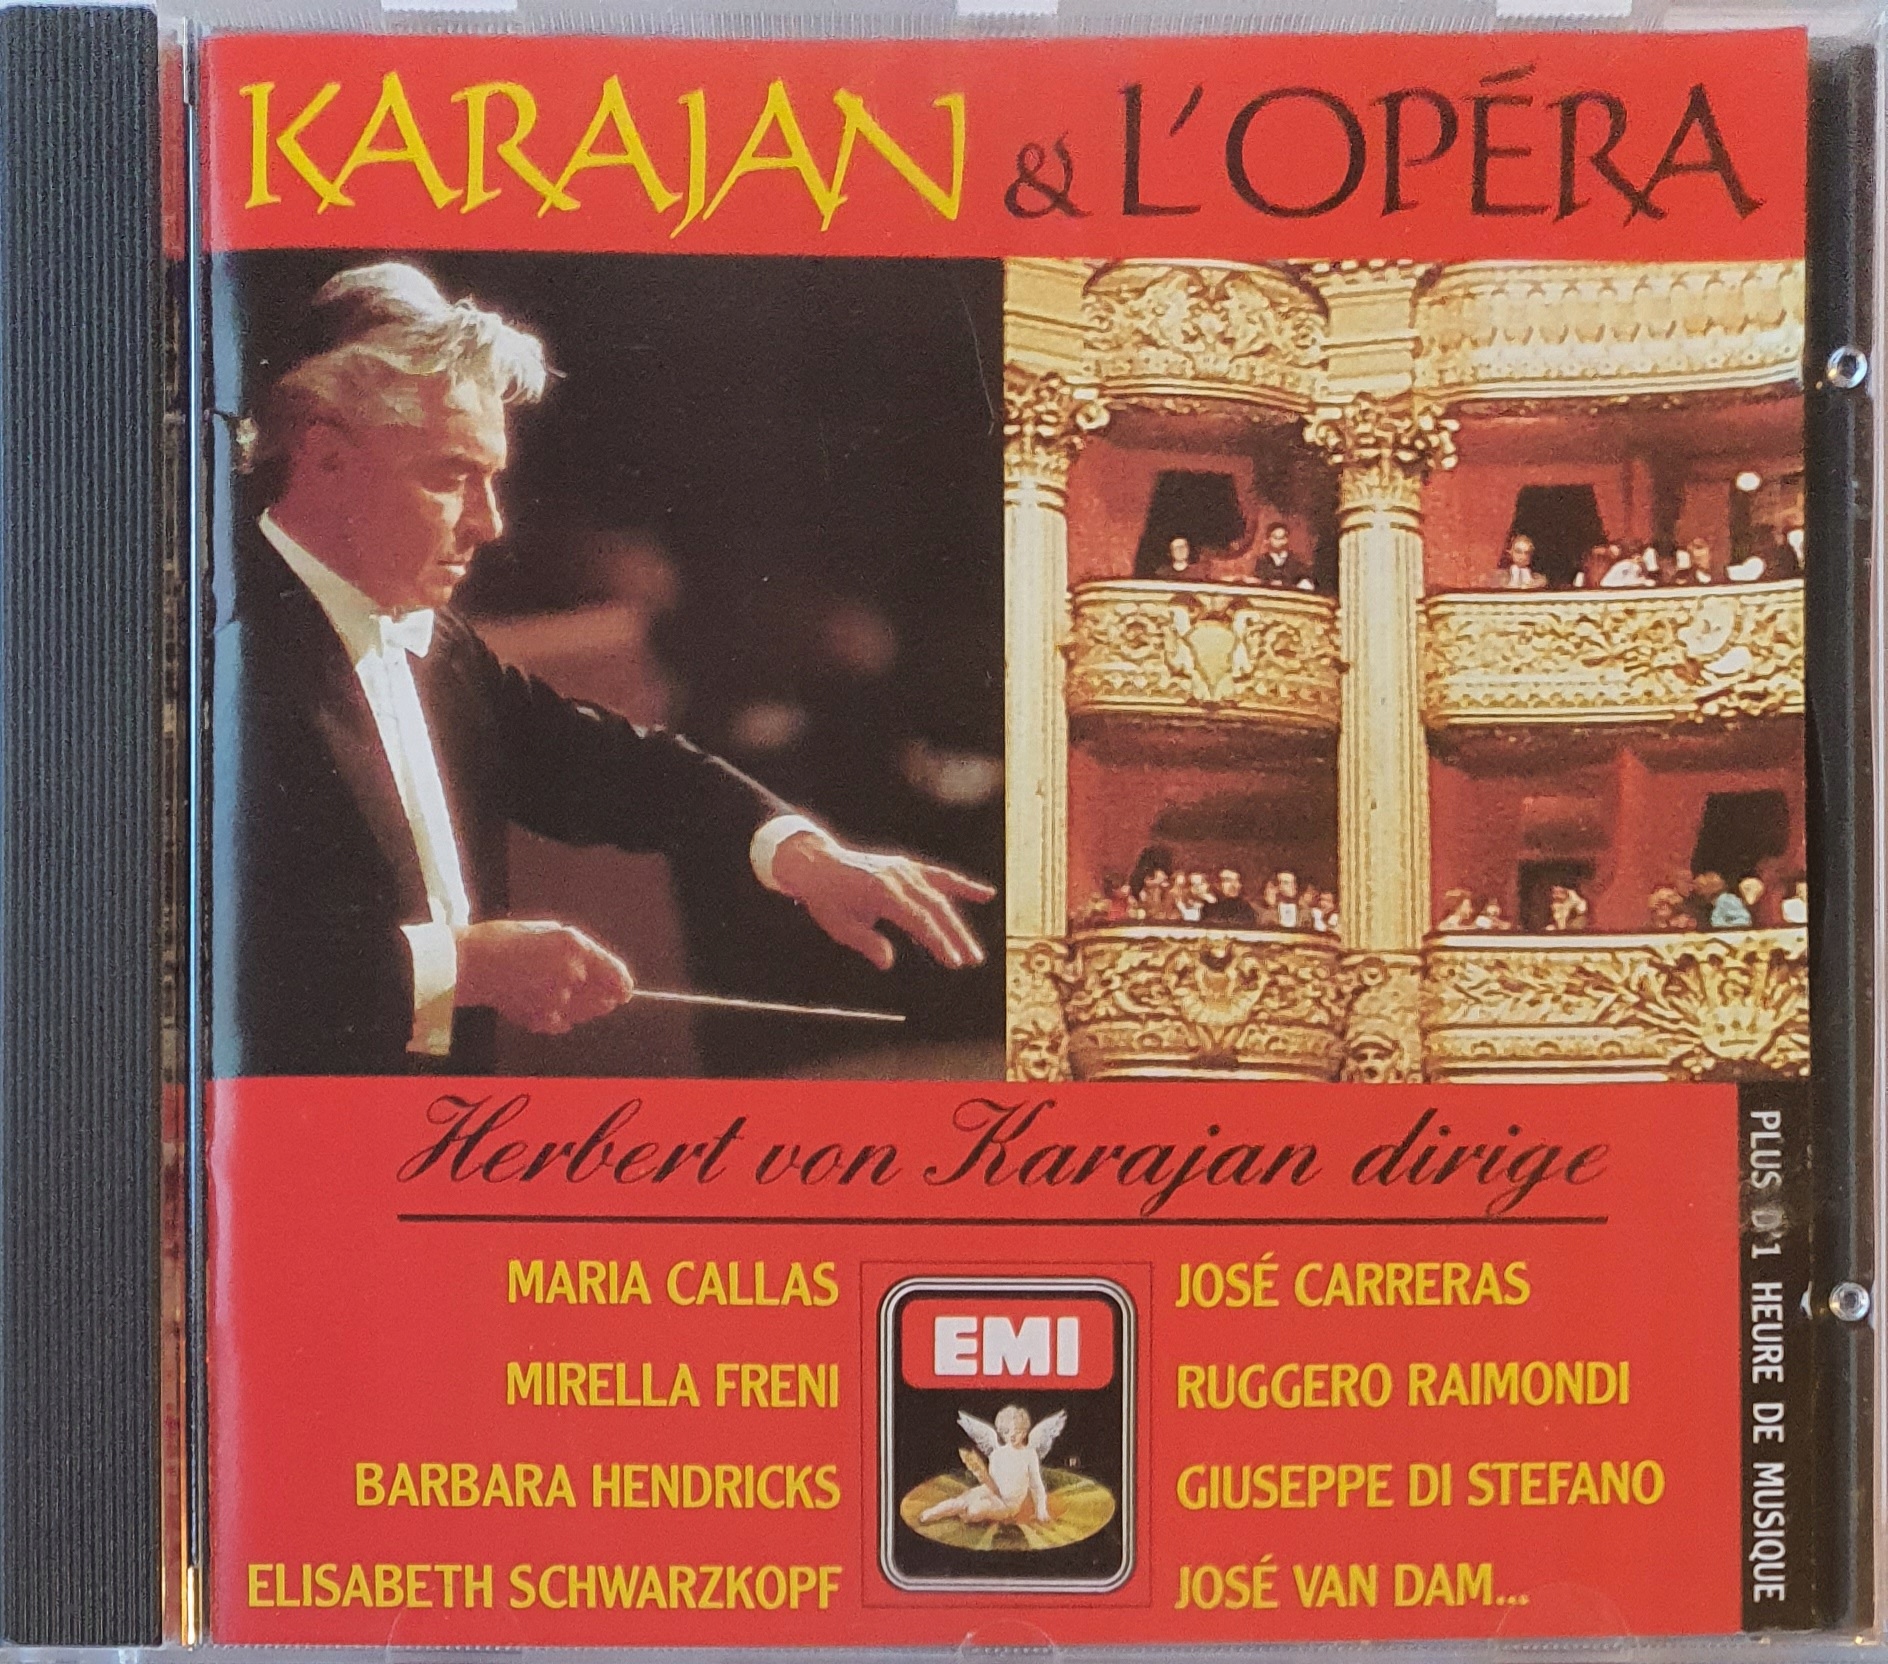 KARAJAN & L'OPÉRA
Herbert von Karajan dirige
MARIA CALLAS
MIRELLA FRENI
BARBARA HENDRICKS
ELISABETH SCHWARZKOPF
EMI
®
JOSÉ CARRERAS
RUGGERO RAIMONDI
GIUSEPPE DI STEFANO
JOSÉ VAN DAM...
PLUS D'1 HEURE DE MUSIQUE